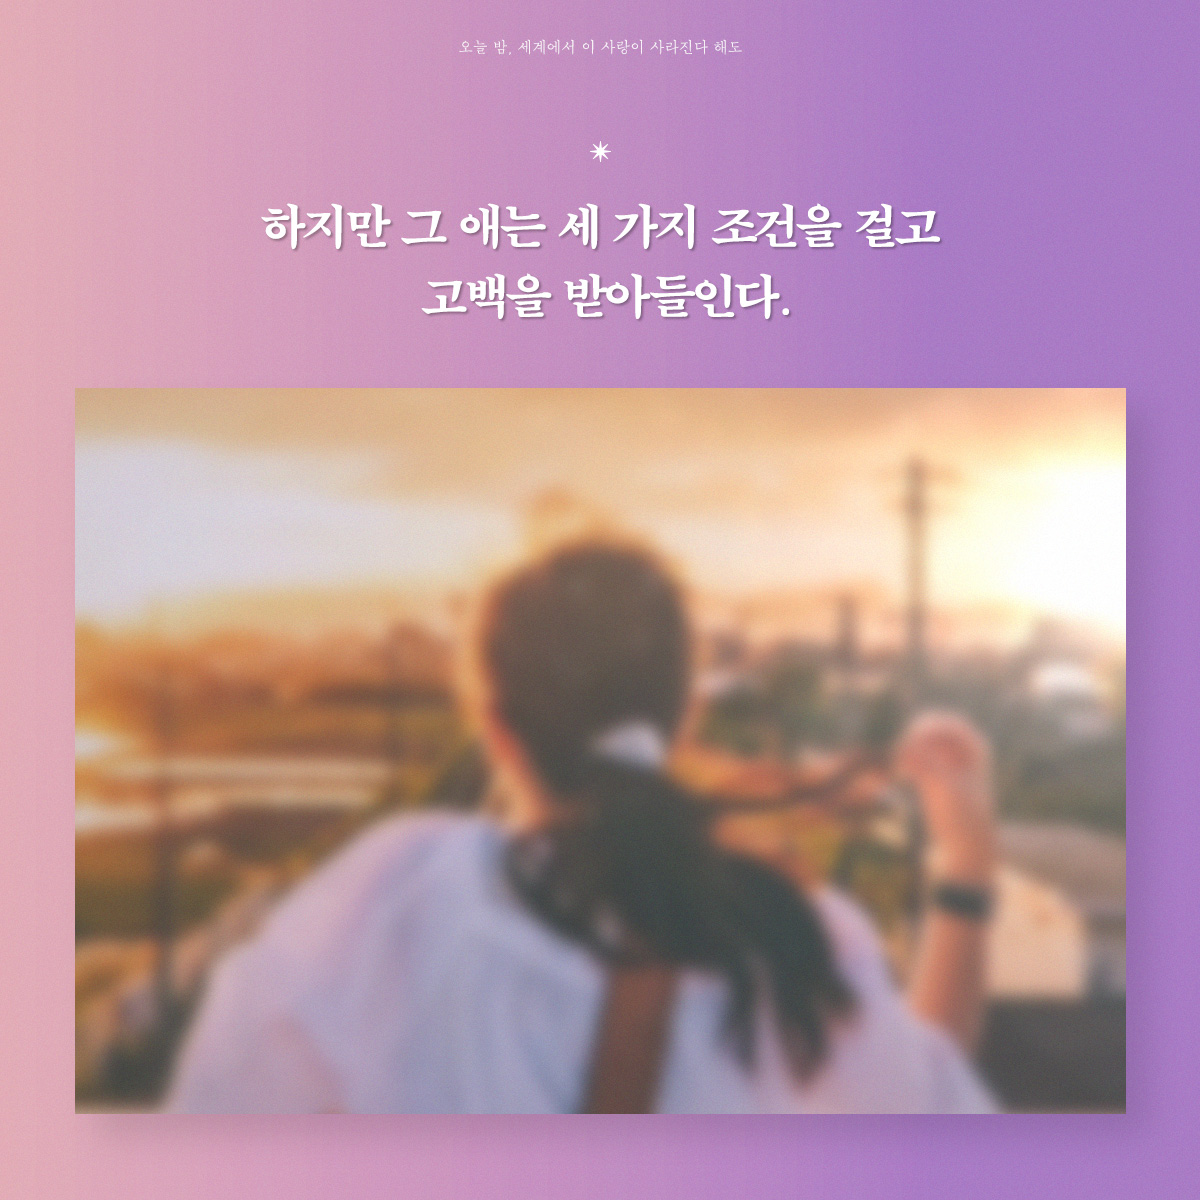 오늘 밤, 세계에서 이 사랑이 사라진다 해도
하지만 그 애는 세 가지 조건을 걸고
고백을 받아들인다.